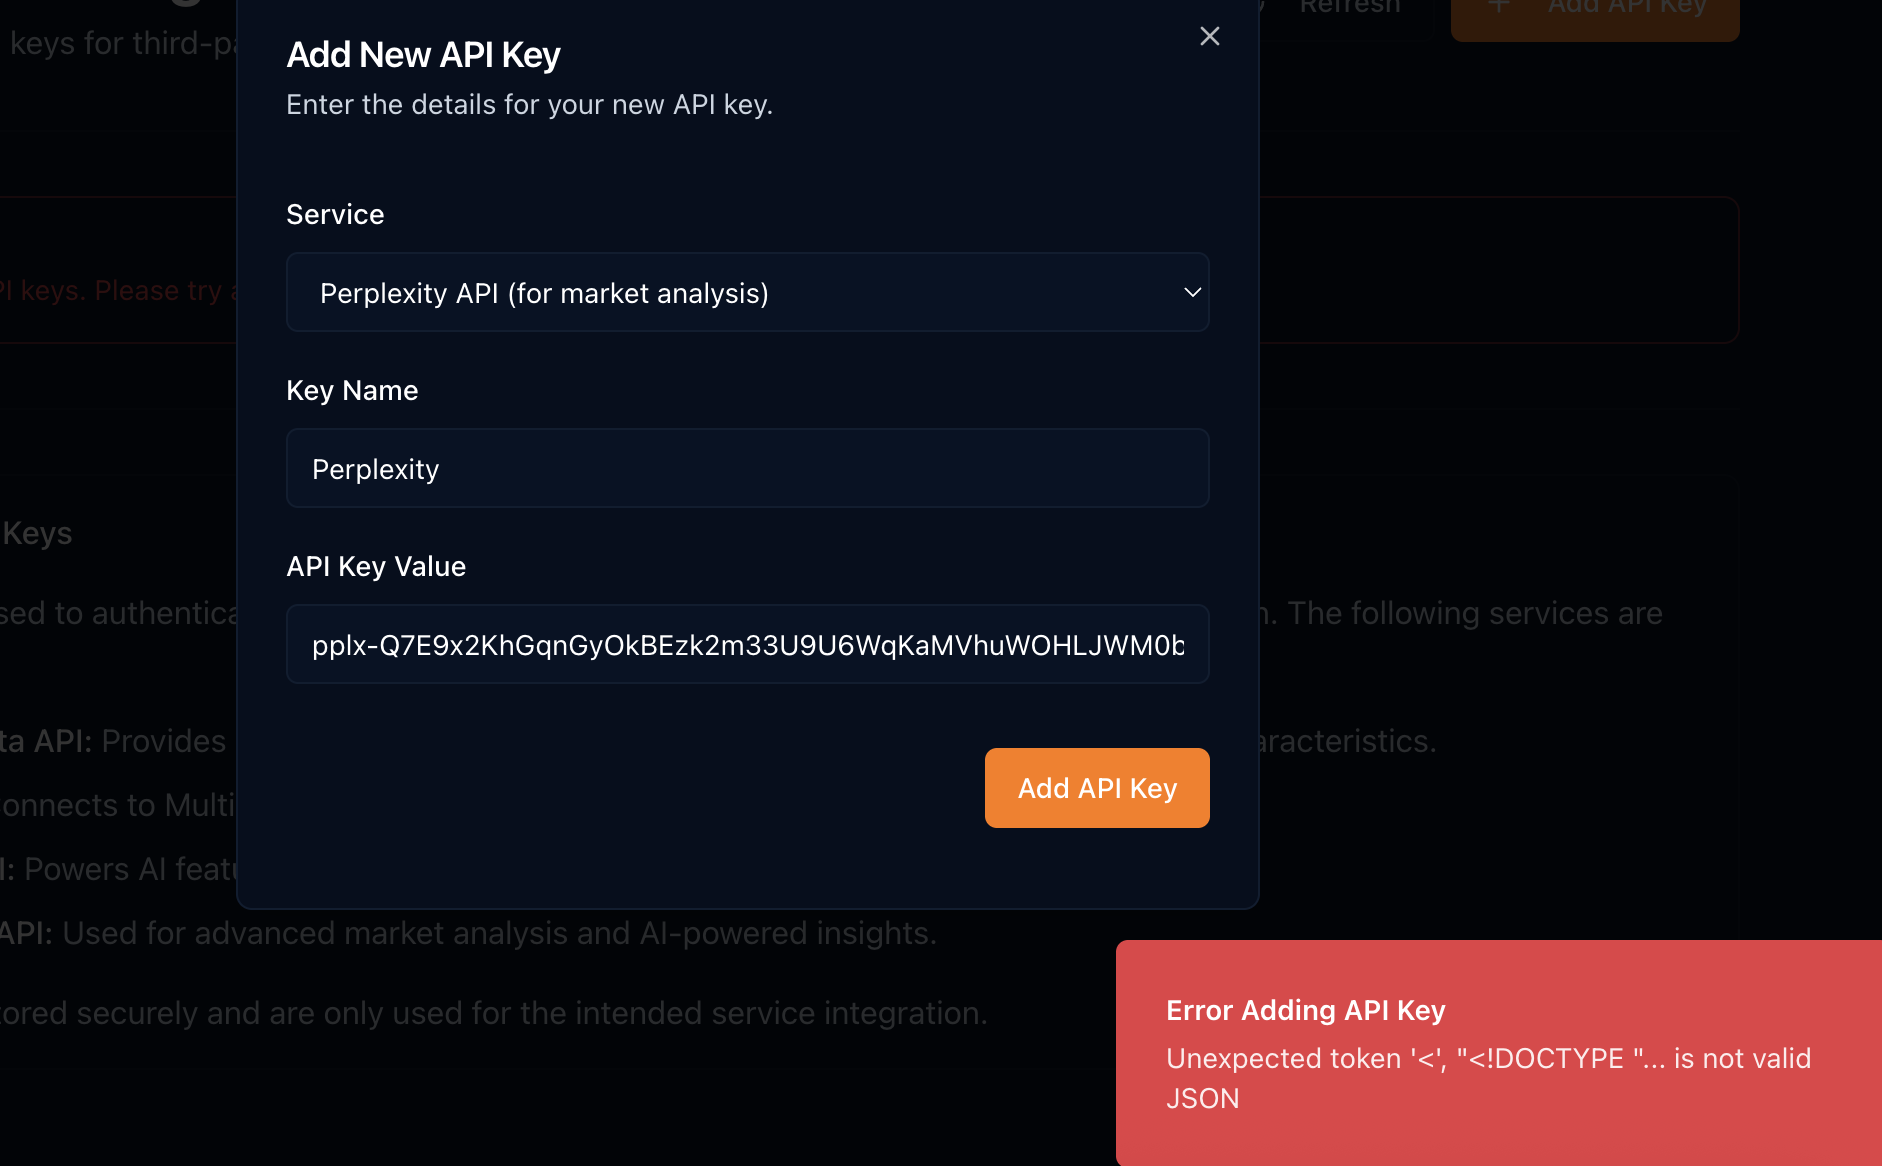 Refresh
+ Add API Key
keys for third-pa
Add New API Key
Enter the details for your new API key.
Service
PI keys. Please try a
Perplexity API (for market analysis)
Key Name
Perplexity
Keys
API Key Value
sed to authentica
n. The following services are
pplx-Q7E9x2KhGqnGyOkBEzk2m33U9U6WqKaMVhuWOHLJWM0b
ta API: Provides
aracteristics.
Add API Key
onnects to Multi
I: Powers AI featu
API: Used for advanced market analysis and AI-powered insights.
tored securely and are only used for the intended service integration.
Error Adding API Key
Unexpected token '<', "<!DOCTYPE "... is not valid
JSON